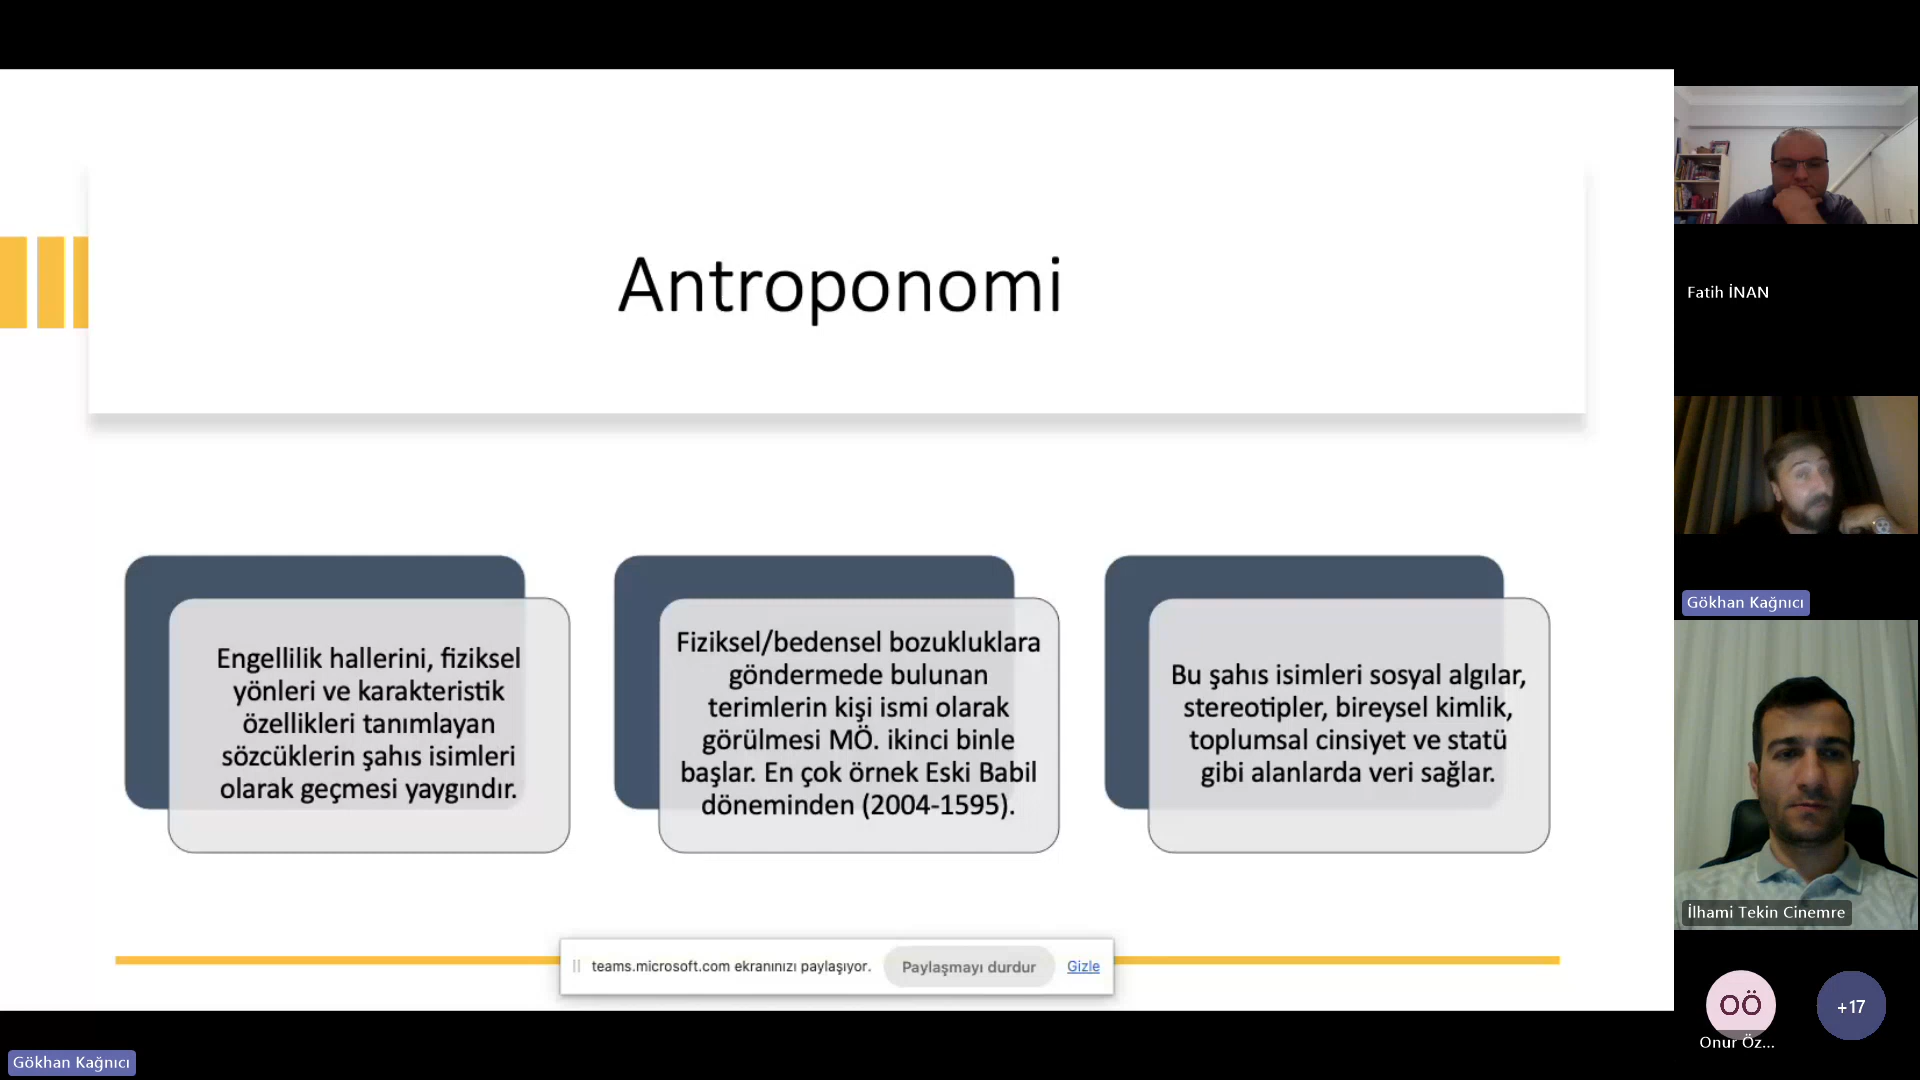 Antroponomi
Engellilik hallerini, fiziksel
yönleri ve karakteristik
özellikleri tanımlayan
sözcüklerin şahıs isimleri
olarak geçmesi yaygındır.
Fiziksel/bedensel bozukluklara
göndermede bulunan
terimlerin kişi ismi olarak
görülmesi MÖ. ikinci binle
başlar. En çok örnek Eski Babil
döneminden (2004-1595).
Bu şahıs isimleri sosyal algılar,
stereotipler, bireysel kimlik,
toplumsal cinsiyet ve statü
gibi alanlarda veri sağlar.
teams.microsoft.com ekranınızı paylaşıyor.
Paylaşmayı durdur
Gizle
Gökhan Kağnıcı
Fatih İNAN
Gökhan Kağnıcı
İlhami Tekin Cinemre
OÖ
Onur Öz...
+17